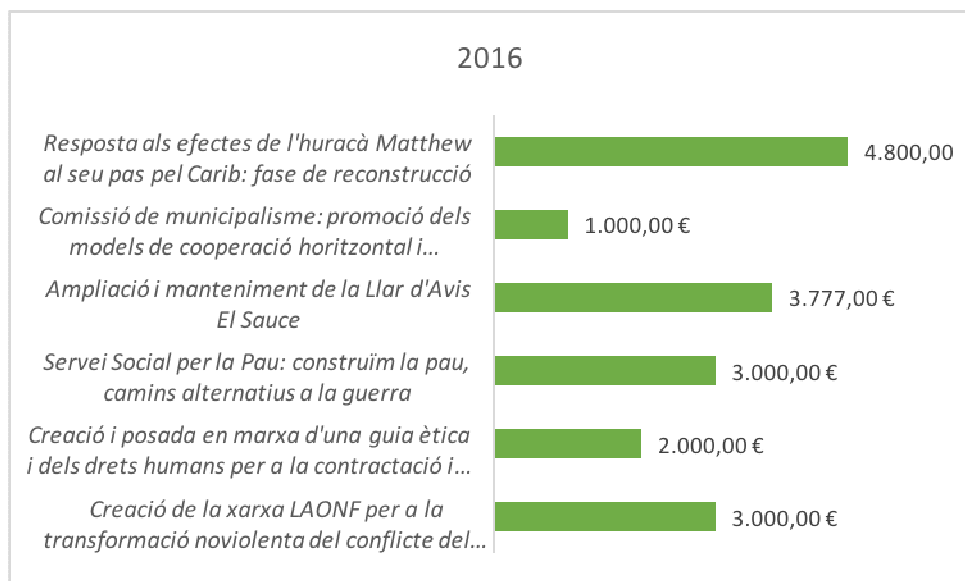 2016
Resposta als efectes de l'huracà Matthew
al seu pas pel Carib: fase de reconstrucció
4.800,00
Comissió de municipalisme: promoció dels
models de cooperació horitzontal i...
1.000,00 €
Ampliació i manteniment de la Llar d'Avis
El Sauce
3.777,00 €
Servei Social per la Pau: construïm la pau,
camins alternatius a la guerra
3.000,00 €
Creació i posada en marxa d'una guia ètica
i dels drets humans per a la contractació i...
2.000,00 €
Creació de la xarxa LAONF per a la
transformació noviolenta del conflicte del...
3.000,00 €